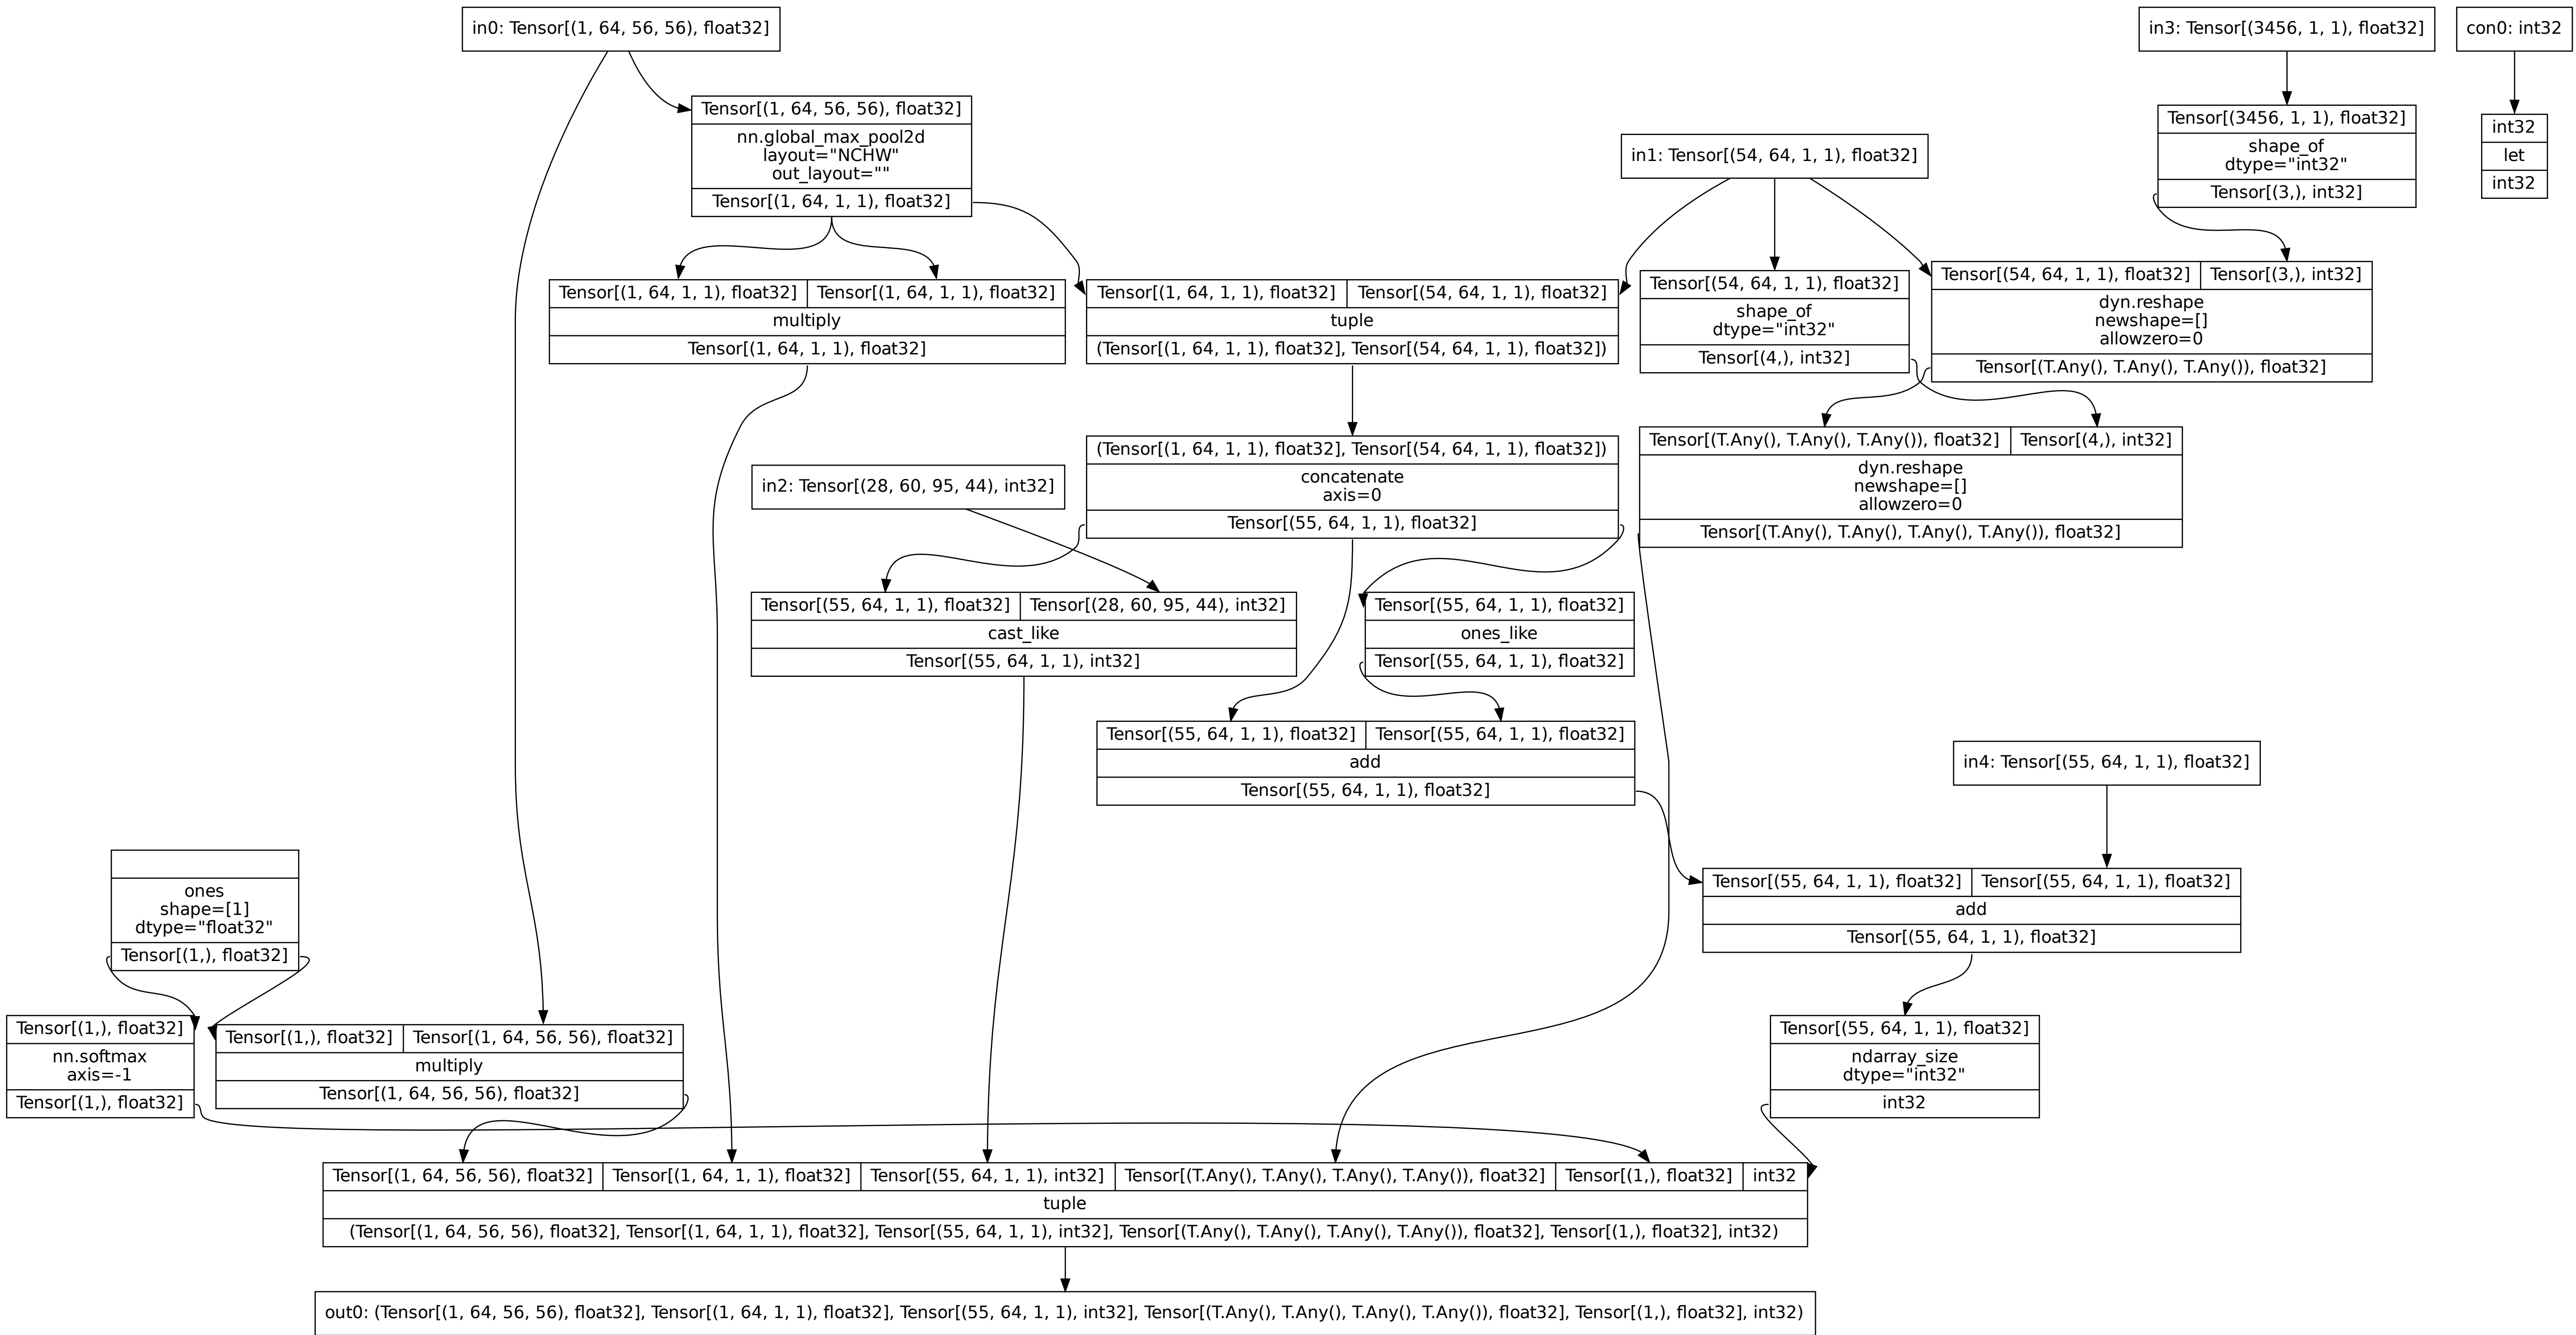 in0: Tensor[(1, 64, 56, 56), float32]
in3: Tensor[(3456, 1, 1), float32]
con0: int32
Tensor[(1, 64, 56, 56), float32]
nn.global_max_pool2d
layout="NCHW"
out_layout=""
Tensor[(1, 64, 1, 1), float32]
in1: Tensor[(54, 64, 1, 1), float32]
Tensor[(3456, 1, 1), float32]
shape_of
dtype="int32"
Tensor[(3,), int32]
int32
let
int32
Tensor[(1, 64, 1, 1), float32] Tensor[(1, 64, 1, 1), float32]
multiply
Tensor[(1, 64, 1, 1), float32]
Tensor[(1, 64, 1, 1), float32] Tensor[(54, 64, 1, 1), float32]
tuple
(Tensor[(1, 64, 1, 1), float32], Tensor[(54, 64, 1, 1), float32])
Tensor[(54, 64, 1, 1), float32]
shape_of
dtype="int32"
Tensor[(4,), int32]
Tensor[(54, 64, 1, 1), float32] Tensor[(3,), int32]
dyn.reshape
newshape=[]
allowzero=0
Tensor[(T.Any(), T.Any(), T.Any()), float32]
in2: Tensor[(28, 60, 95, 44), int32]
(Tensor[(1, 64, 1, 1), float32], Tensor[(54, 64, 1, 1), float32])
concatenate
axis=0
Tensor[(55, 64, 1, 1), float32]
Tensor[(T.Any(), T.Any(), T.Any()), float32] Tensor[(4,), int32]
dyn.reshape
newshape=[]
allowzero=0
Tensor[(T.Any(), T.Any(), T.Any(), T.Any()), float32]
Tensor[(55, 64, 1, 1), float32] Tensor[(28, 60, 95, 44), int32]
cast_like
Tensor[(55, 64, 1, 1), int32]
Tensor[(55, 64, 1, 1), float32]
ones_like
Tensor[(55, 64, 1, 1), float32]
Tensor[(55, 64, 1, 1), float32] Tensor[(55, 64, 1, 1), float32]
add
Tensor[(55, 64, 1, 1), float32]
in4: Tensor[(55, 64, 1, 1), float32]
ones
shape=[1]
dtype="float32"
Tensor[(1,), float32]
Tensor[(55, 64, 1, 1), float32] Tensor[(55, 64, 1, 1), float32]
add
Tensor[(55, 64, 1, 1), float32]
Tensor[(1,), float32]
nn.softmax
axis=-1
Tensor[(1,), float32]
Tensor[(1,), float32] Tensor[(1, 64, 56, 56), float32]
multiply
Tensor[(1, 64, 56, 56), float32]
Tensor[(55, 64, 1, 1), float32]
ndarray_size
dtype="int32"
int32
Tensor[(1, 64, 56, 56), float32] Tensor[(1, 64, 1, 1), float32] Tensor[(55, 64, 1, 1), int32] Tensor[(T.Any(), T.Any(), T.Any(), T.Any()), float32] Tensor[(1,), float32] int32
tuple
(Tensor[(1, 64, 56, 56), float32], Tensor[(1, 64, 1, 1), float32], Tensor[(55, 64, 1, 1), int32], Tensor[(T.Any(), T.Any(), T.Any(), T.Any()), float32], Tensor[(1,), float32], int32)
out0: (Tensor[(1, 64, 56, 56), float32], Tensor[(1, 64, 1, 1), float32], Tensor[(55, 64, 1, 1), int32], Tensor[(T.Any(), T.Any(), T.Any(), T.Any()), float32], Tensor[(1,), float32], int32)